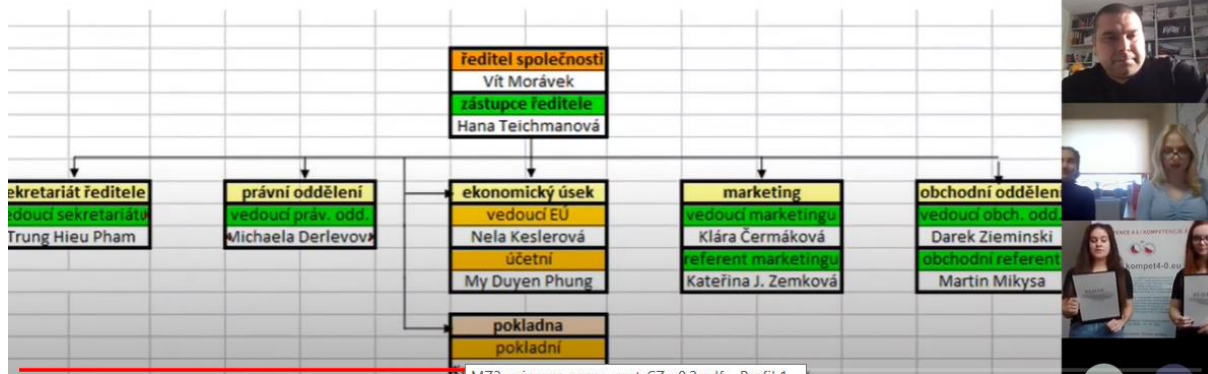 ředitel společnosti
Vít Morávek
zástupce ředitele
Hana Teichmanová
ekretariát ředitele
edoucí sekretariátu
Trung Hieu Pham
právní oddělení
vedoucí práv. odd.
Michaela Derlevov
ekonomický úsek
vedoucí EÚ
Nela Keslerová
účetní
My Duyen Phung
marketing
vedoucí marketingu
Klára Čermáková
referent marketingu
Kateřina J. Zemková
obchodní oddělení
vedoucí obch. odd.
Darek Zieminski
obchodní referent
Martin Mikysa
pokladna
pokladní
kompet4-0.eu